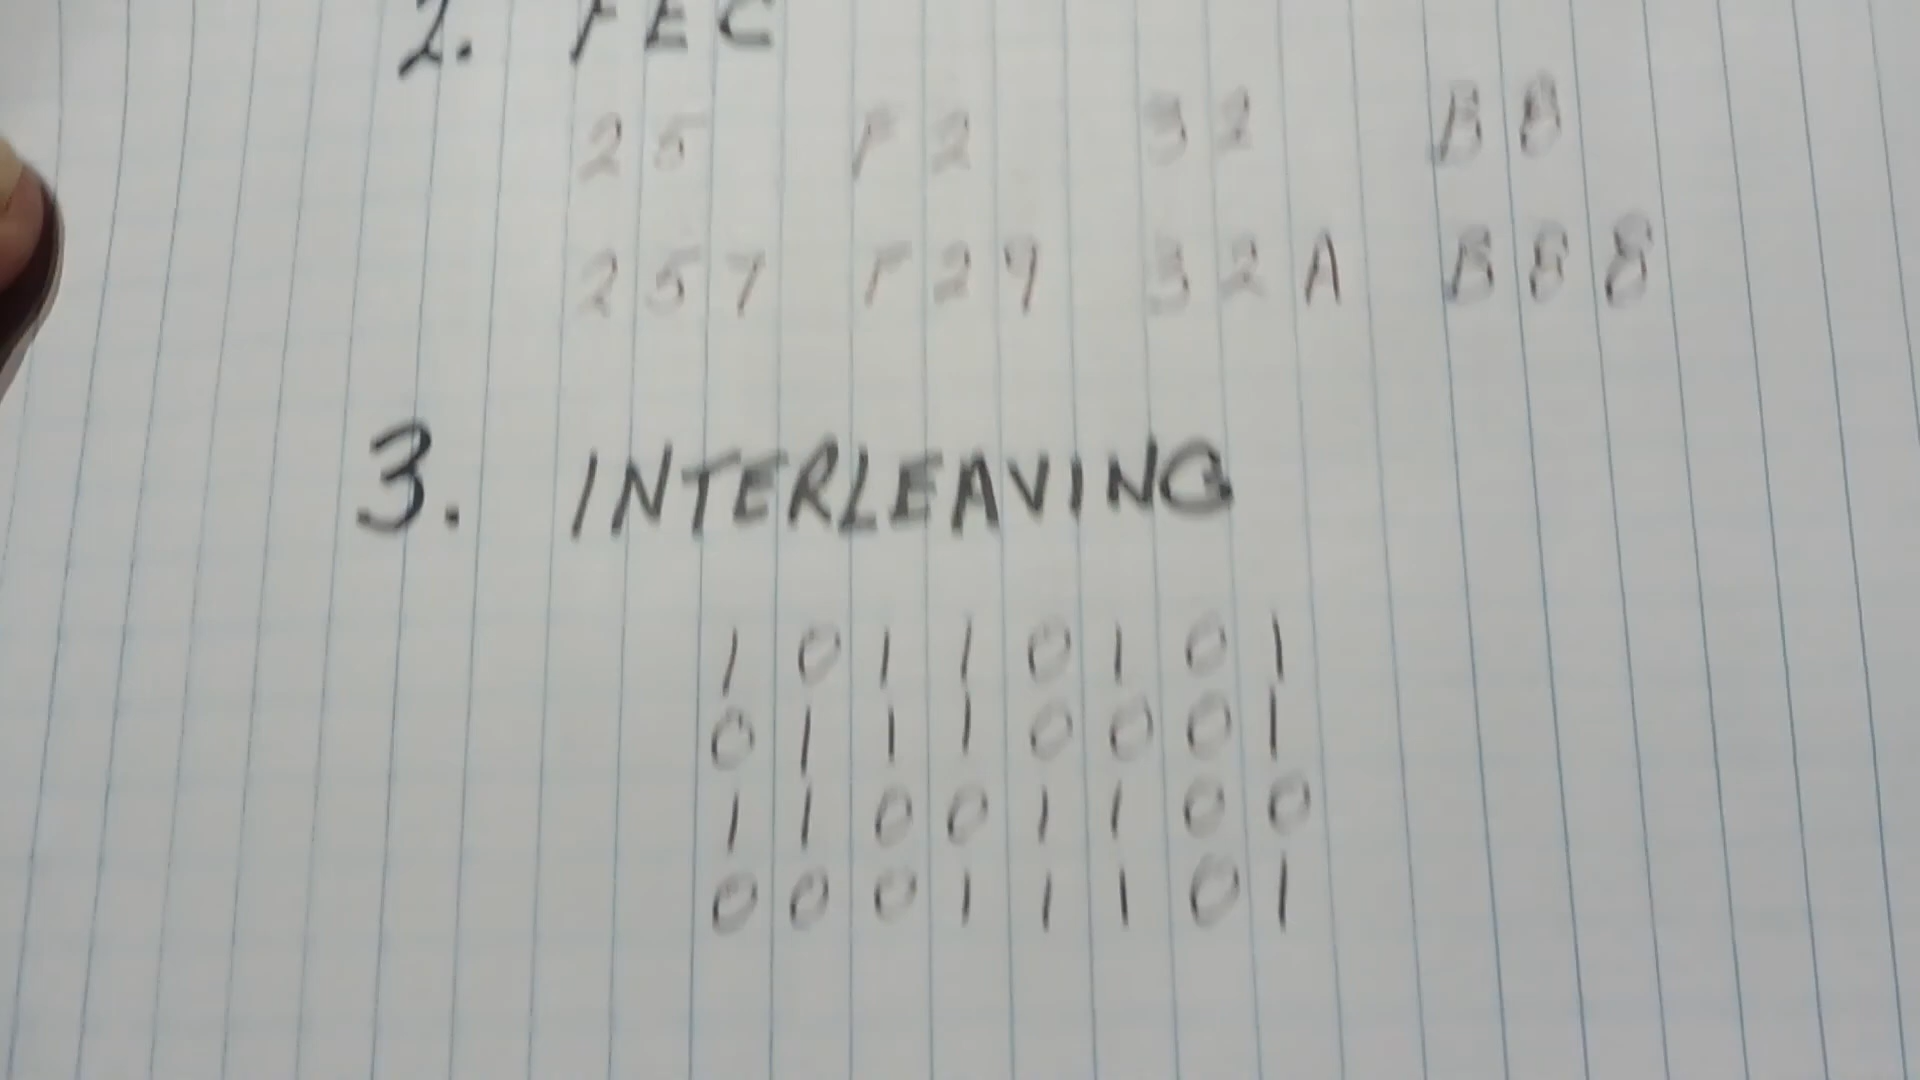 2. FEC
25 F2 32 B8
257 F29 32A B88
3. INTERLEAVING
1 0 1 1 0 1 0 1
0 1 1 1 0 0 0 1
1 1 0 0 1 1 0 0
0 0 0 1 1 1 0 1